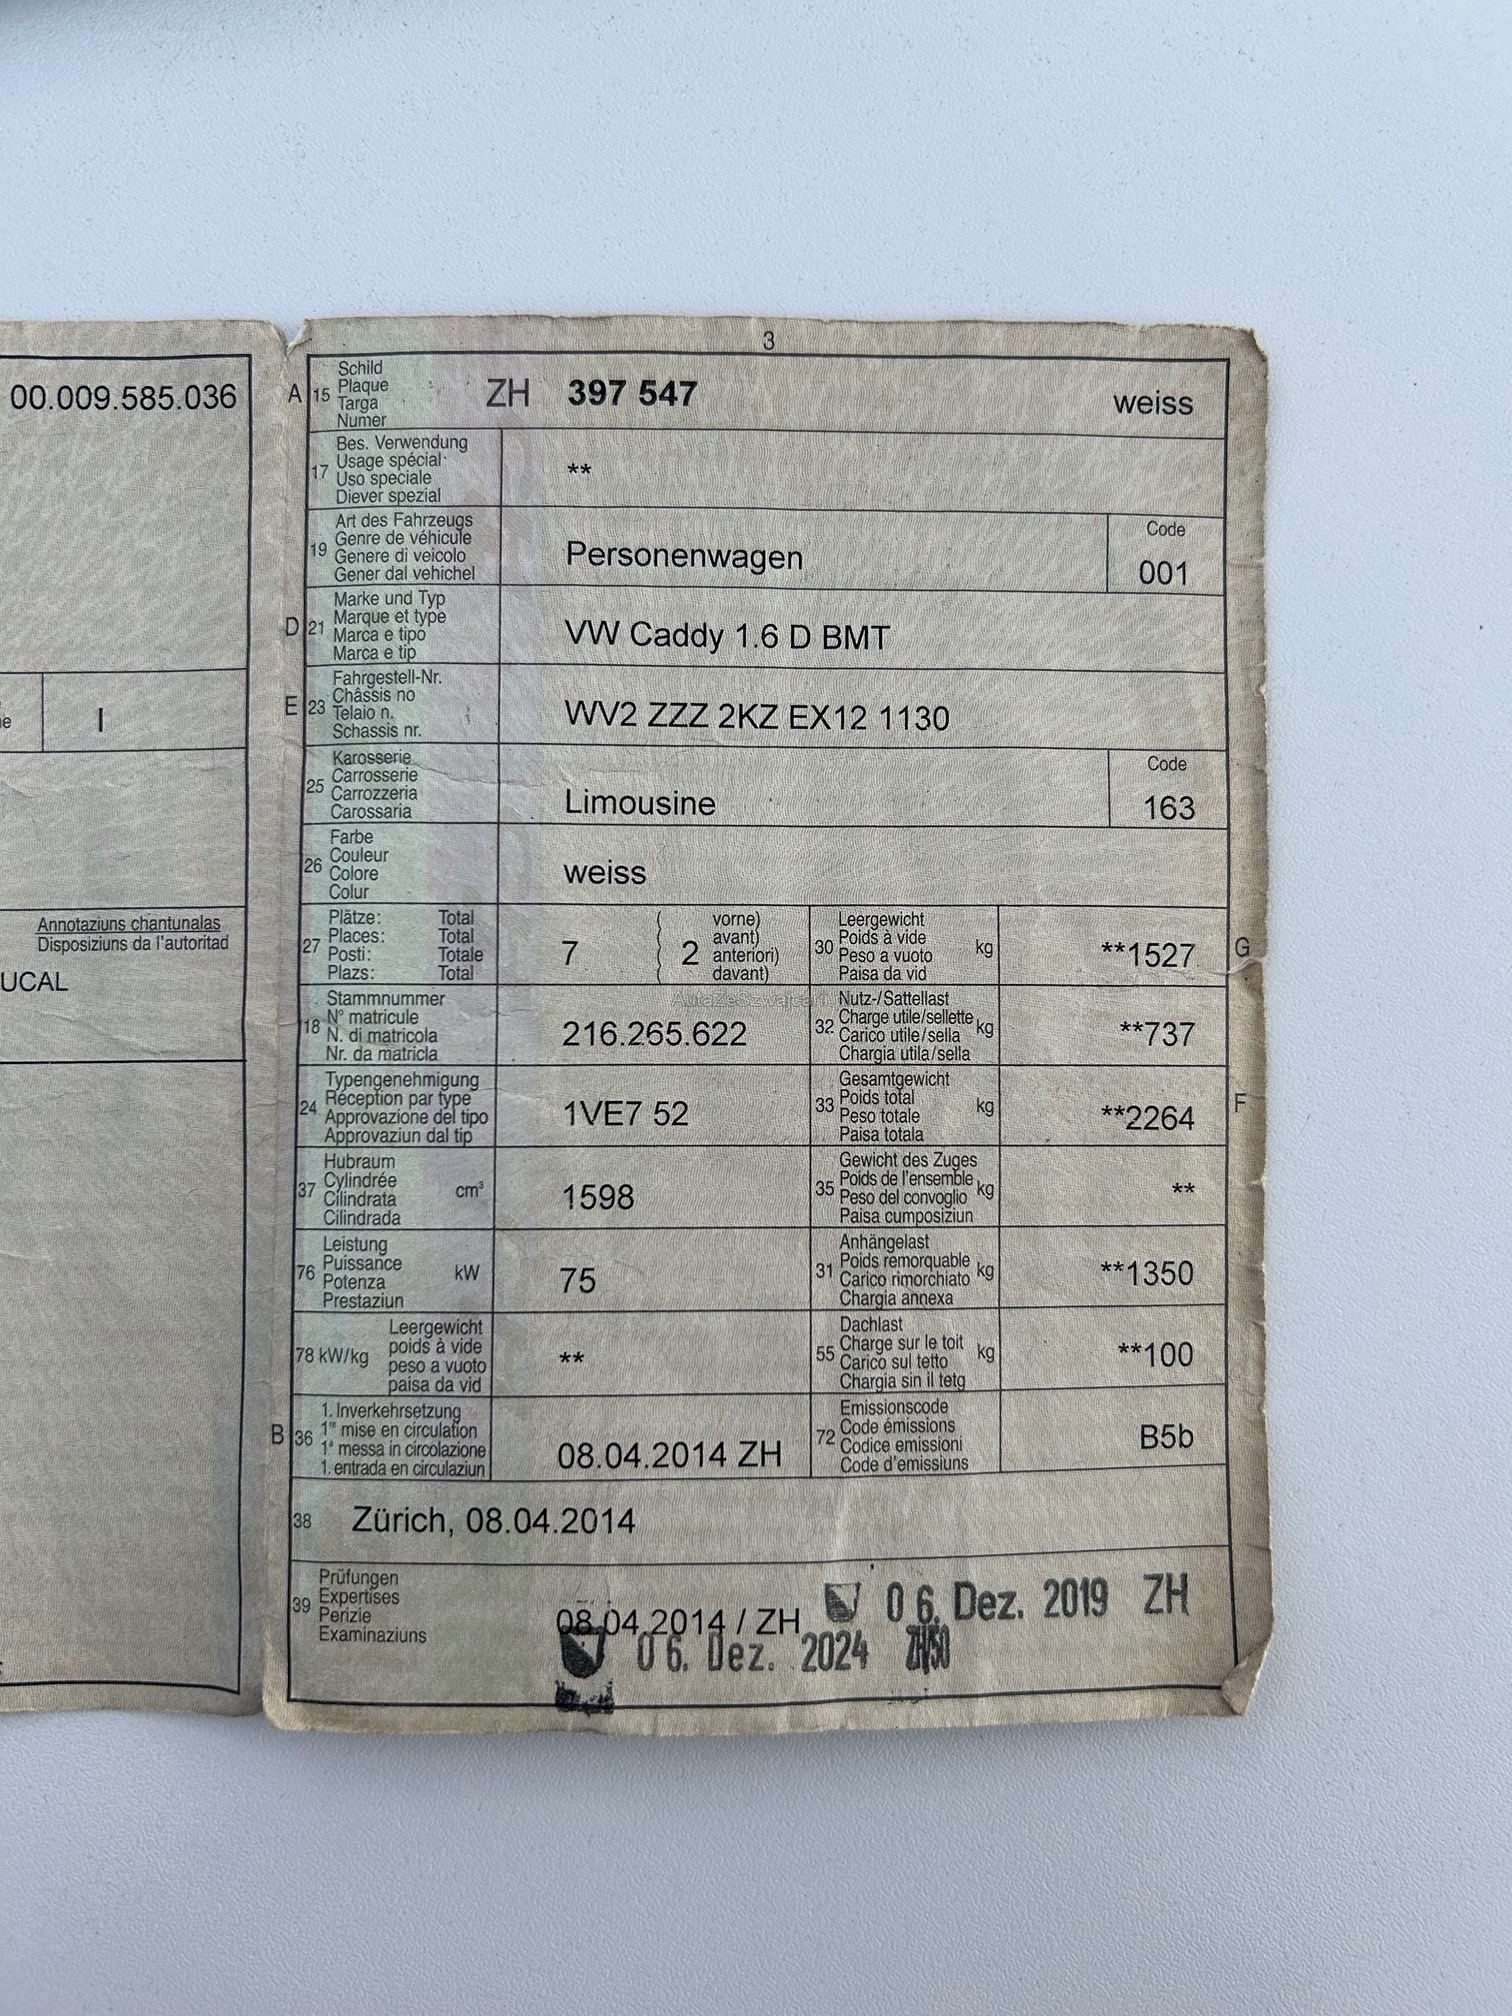 00.009.585.036
I
Annotaziuns chantunalas
Disposiziuns da l'autoritad
UCAL
3
A 15 Schild
Plaque
Targa
Numer
ZH 397 547 weiss
17 Bes. Verwendung
Usage spécial
Uso speciale
Diever spezial
**
19 Art des Fahrzeugs
Genre de véhicule
Genere di veicolo
Gener dal vehichel
Personenwagen
Code
001
D 21 Marke und Typ
Marque et type
Marca e tipo
Marca e tip
VW Caddy 1.6 D BMT
E 23 Fahrgestell-Nr.
Châssis no
Telaio n.
Schassis nr.
WV2 ZZZ 2KZ EX12 1130
25 Karosserie
Carrosserie
Carrozzeria
Carossaria
Limousine
Code
163
26 Farbe
Couleur
Colore
Colur
weiss
27 Plätze: Total
Places: Total
Posti: Totale
Plazs: Total
7 ( 2 vorne)
( avant)
( anteriori)
( davant)
30 Leergewicht
Poids à vide
Peso a vuoto
Paisa da vid
kg
**1527
G
AutaZeSzwajcarii
18 Stammnummer
N° matricule
N. di matricola
Nr. da matricla
216.265.622
32 Nutz-/Sattellast
Charge utile/sellette
Carico utile/sella
Chargia utila/sella
kg
**737
24 Typengenehmigung
Réception par type
Approvazione del tipo
Approvaziun dal tip
1VE7 52
33 Gesamtgewicht
Poids total
Peso totale
Paisa totala
kg
**2264
F
37 Hubraum
Cylindrée
Cilindrata
Cilindrada
cm³
1598
35 Gewicht des Zuges
Poids de l'ensemble
Peso del convoglio
Paisa cumposiziun
kg
**
76 Leistung
Puissance
Potenza
Prestaziun
kW
75
31 Anhängelast
Poids remorquable
Carico rimorchiato
Chargia annexa
kg
**1350
78 kW/kg Leergewicht
poids à vide
peso a vuoto
paisa da vid
**
55 Dachlast
Charge sur le toit
Carico sul tetto
Chargia sin il tetg
kg
**100
B 36 1. Inverkehrsetzung
1re mise en circulation
1a messa in circolazione
1. entrada en circulaziun
08.04.2014 ZH
72 Emissionscode
Code émissions
Codice emissioni
Code d'emissiuns
B5b
38 Zürich, 08.04.2014
39 Prüfungen
Expertises
Perizie
Examinaziuns
08.04.2014 / ZH
06. Dez. 2019 ZH
06. Dez. 2024 ZH/50